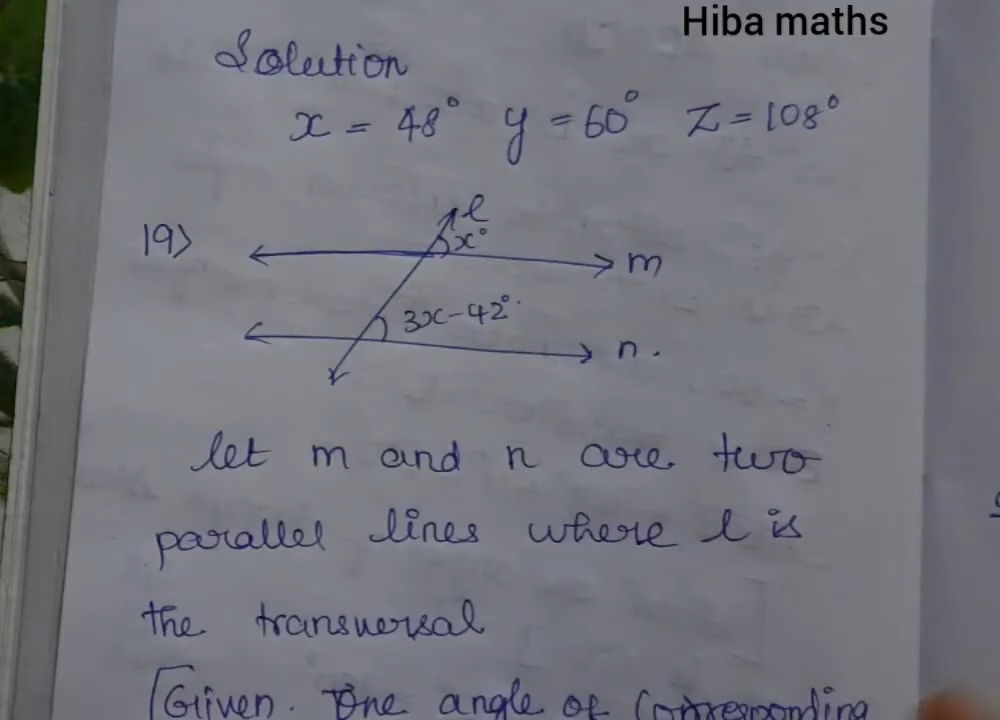 Hiba maths
Solution
x = 48° y = 60° z = 108°
19>
l
x°
m
3x-42°
n.
let m and n are two
parallel lines where l is
the transversal
Given. One angle of Corresponding